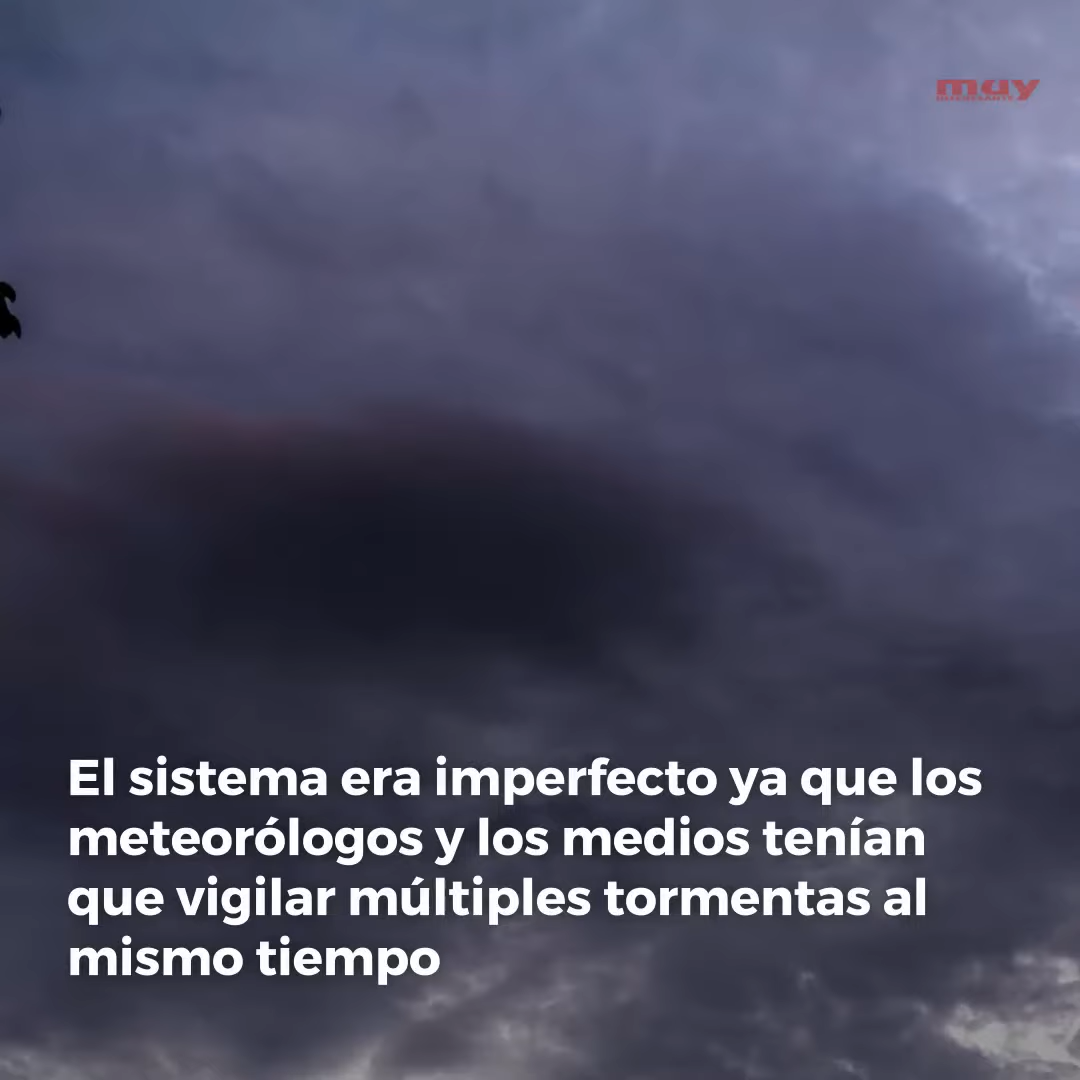 muy
INTERESANTE
El sistema era imperfecto ya que los
meteorólogos y los medios tenían
que vigilar múltiples tormentas al
mismo tiempo